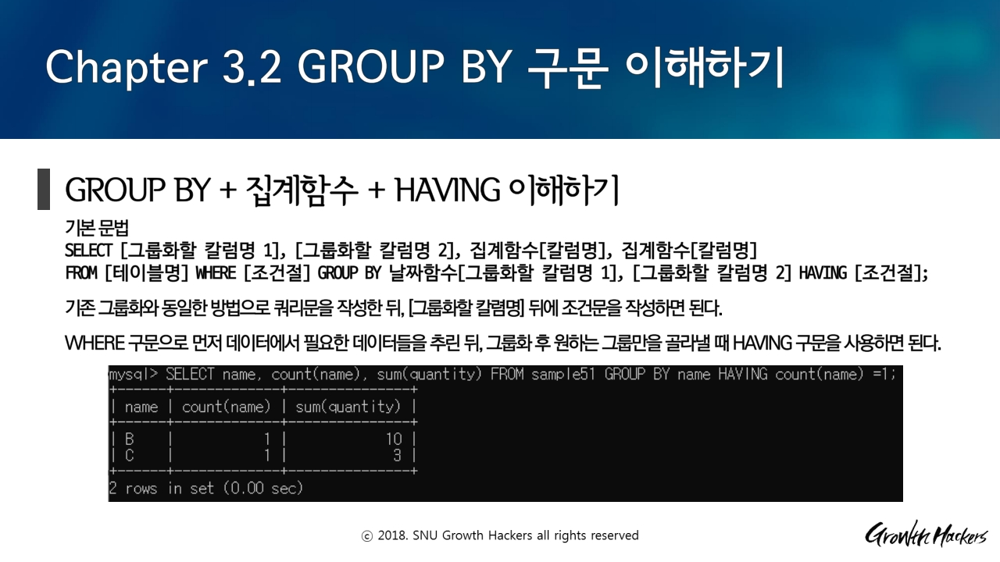 Chapter 3.2 GROUP BY 구문 이해하기
GROUP BY + 집계함수 + HAVING 이해하기
기본 문법
SELECT [그룹화할 칼럼명 1], [그룹화할 칼럼명 2], 집계함수[칼럼명], 집계함수[칼럼명]
FROM [테이블명] WHERE [조건절] GROUP BY 날짜함수[그룹화할 칼럼명 1], [그룹화할 칼럼명 2] HAVING [조건절];
기존 그룹화와 동일한 방법으로 쿼리문을 작성한 뒤, [그룹화할 칼렴명] 뒤에 조건문을 작성하면 된다.
WHERE 구문으로 먼저 데이터에서 필요한 데이터들을 추린 뒤, 그룹화 후 원하는 그룹만을 골라낼 때 HAVING 구문을 사용하면 된다.
mysql> SELECT name, count(name), sum(quantity) FROM sample51 GROUP BY name HAVING count(name) =1;
+------+-------------+---------------+
| name | count(name) | sum(quantity) |
+------+-------------+---------------+
| B    |           1 |            10 |
| C    |           1 |             3 |
+------+-------------+---------------+
2 rows in set (0.00 sec)
ⓒ 2018. SNU Growth Hackers all rights reserved
Growth Hackers